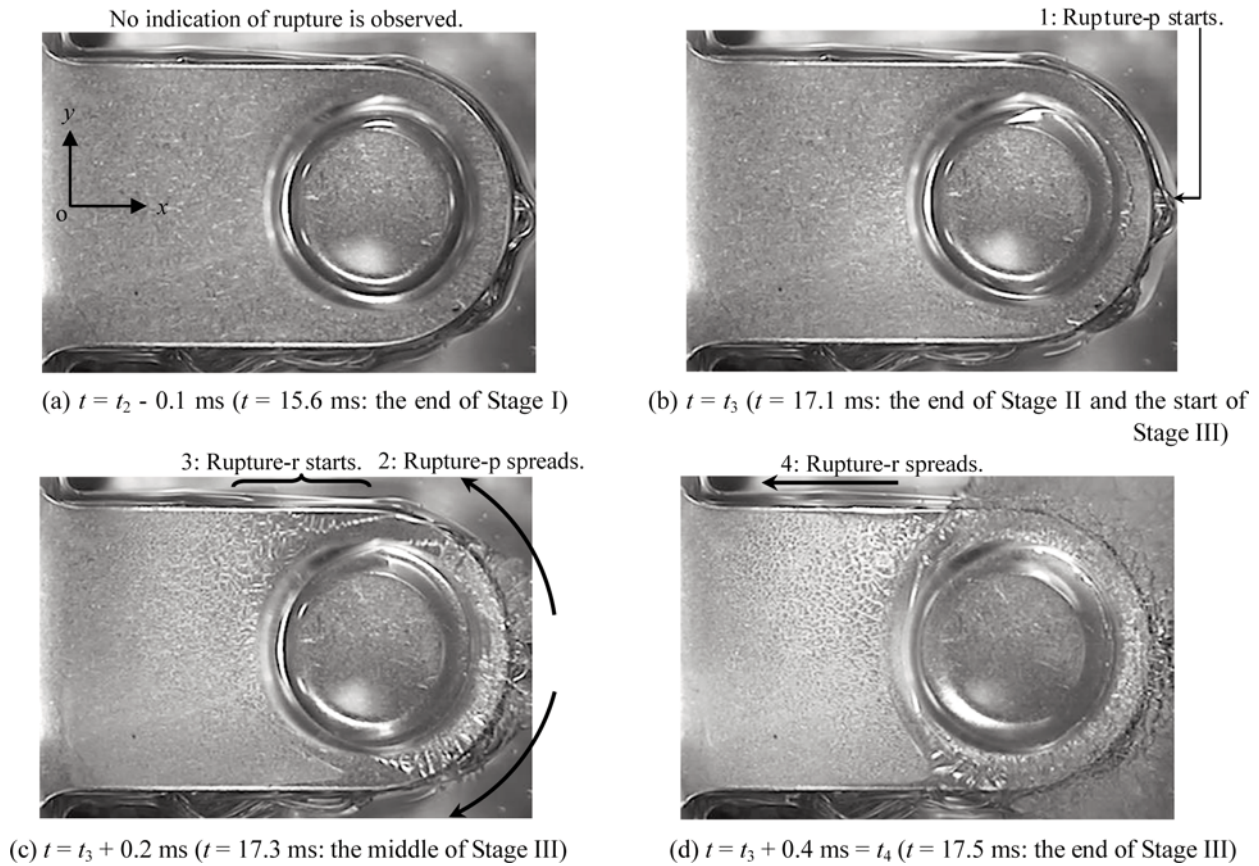 No indication of rupture is observed.
1: Rupture-p starts.
y
o
x
(a) t = t2 - 0.1 ms (t = 15.6 ms: the end of Stage I)
(b) t = t3 (t = 17.1 ms: the end of Stage II and the start of
Stage III)
3: Rupture-r starts.
2: Rupture-p spreads.
4: Rupture-r spreads.
(c) t = t3 + 0.2 ms (t = 17.3 ms: the middle of Stage III)
(d) t = t3 + 0.4 ms = t4 (t = 17.5 ms: the end of Stage III)